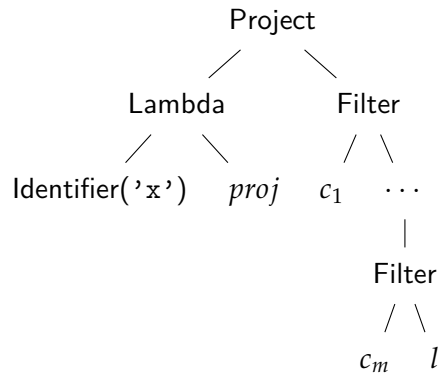 Project
Lambda Filter
Identifier('x') proj c₁ ···
Filter
cₘ l